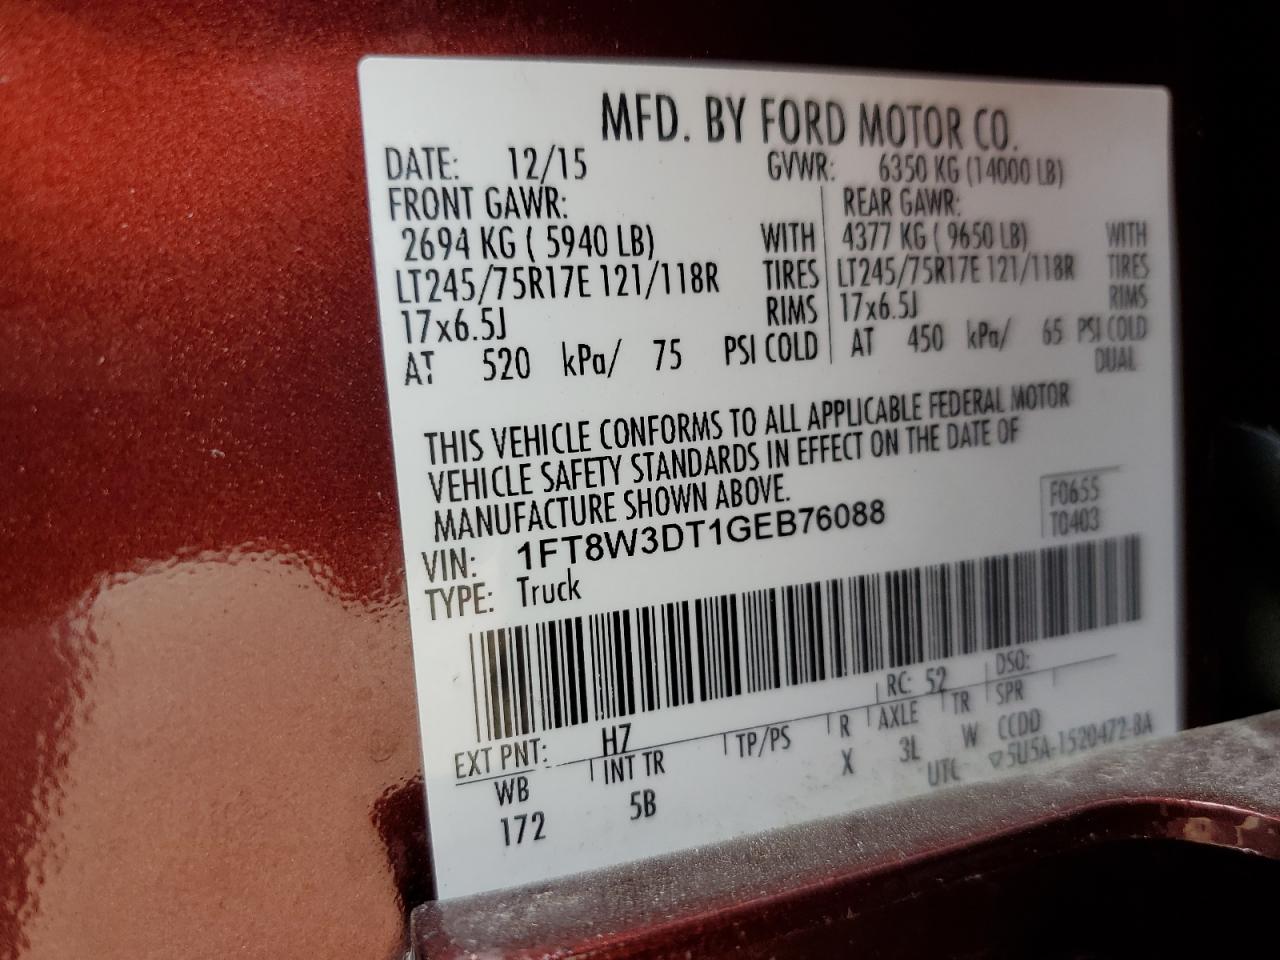 MFD. BY FORD MOTOR CO.
DATE: 12/15 GVWR: 6350 KG (14000 LB)
FRONT GAWR: REAR GAWR:
2694 KG ( 5940 LB) WITH 4377 KG ( 9650 LB) WITH
LT245/75R17E 121/118R TIRES LT245/75R17E 121/118R TIRES
17x6.5J RIMS 17x6.5J RIMS
AT 520 kPa/ 75 PSI COLD AT 450 kPa/ 65 PSI COLD
DUAL
THIS VEHICLE CONFORMS TO ALL APPLICABLE FEDERAL MOTOR
VEHICLE SAFETY STANDARDS IN EFFECT ON THE DATE OF
MANUFACTURE SHOWN ABOVE.
F0655
T0403
VIN: 1FT8W3DT1GEB76088
TYPE: Truck
EXT PNT: H7 RC: 52 DSO:
WB INT TR TP/PS R AXLE TR SPR
172 5B X 3L W CCDD
UTC ▽5U5A-1520472-BA